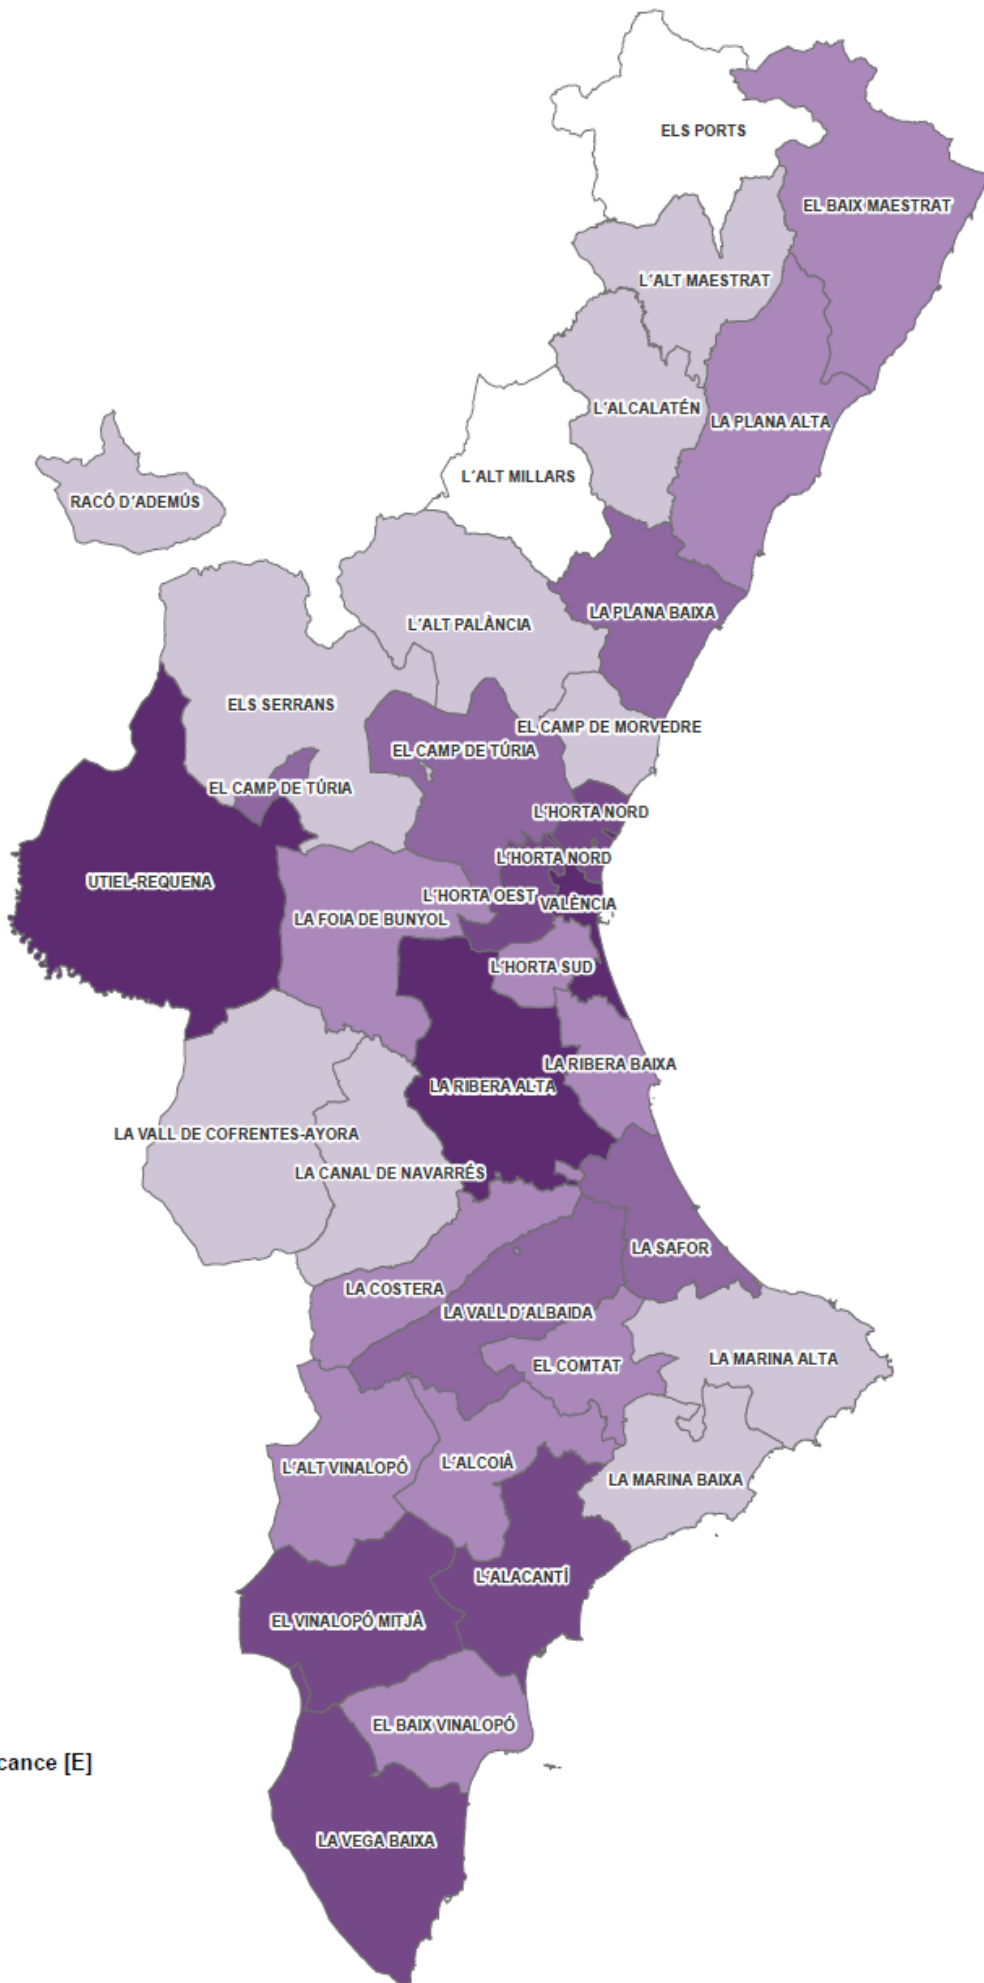 ELS PORTS
EL BAIX MAESTRAT
L'ALT MAESTRAT
L'ALCALATÉN
LA PLANA ALTA
L'ALT MILLARS
RACÓ D'ADEMÚS
LA PLANA BAIXA
L'ALT PALÀNCIA
ELS SERRANS
EL CAMP DE MORVEDRE
EL CAMP DE TÚRIA
EL CAMP DE TÚRIA
L'HORTA NORD
L'HORTA NORD
UTIEL-REQUENA
L'HORTA OEST
VALÈNCIA
LA FOIA DE BUNYOL
L'HORTA SUD
LA RIBERA BAIXA
LA RIBERA ALTA
LA VALL DE COFRENTES-AYORA
LA CANAL DE NAVARRÉS
LA SAFOR
LA COSTERA
LA VALL D'ALBAIDA
LA MARINA ALTA
EL COMTAT
L'ALT VINALOPÓ
L'ALCOIÀ
LA MARINA BAIXA
L'ALACANTÍ
EL VINALOPÓ MITJÀ
EL BAIX VINALOPÓ
cance [E]
LA VEGA BAIXA